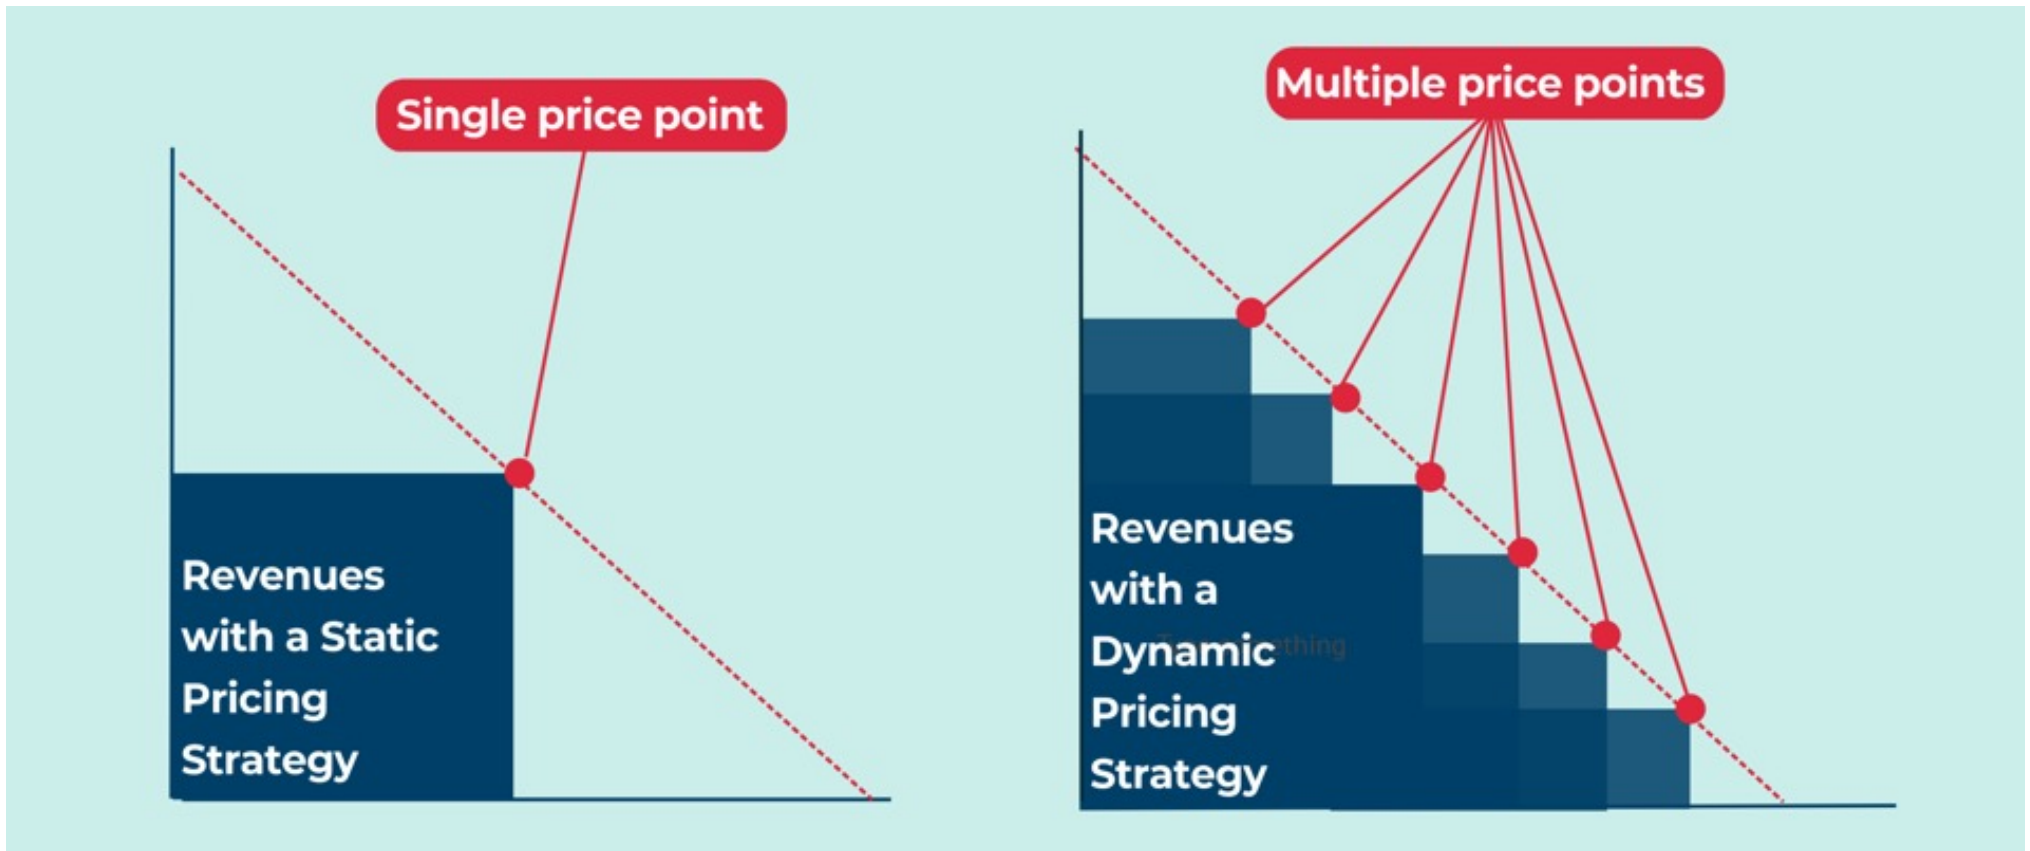 Single price point
Multiple price points
Revenues
with a Static
Pricing
Strategy
Revenues
with a
Dynamic
Pricing
Strategy